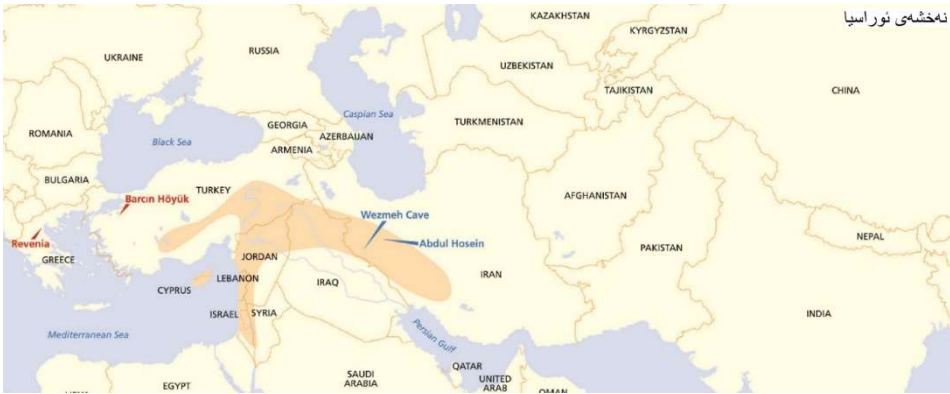 نەخشەی ئوراسیا
KAZAKHSTAN
KYRGYZSTAN
RUSSIA
UKRAINE
UZBEKISTAN
TAJIKISTAN
CHINA
Caspian Sea
TURKMENISTAN
GEORGIA
AZERBAIJAN
ROMANIA
Black Sea
ARMENIA
BULGARIA
TURKEY
Barcın Höyük
AFGHANISTAN
Wezmeh Cave
Revenia
Abdul Hosein
NEPAL
GREECE
JORDAN
PAKISTAN
LEBANON
IRAN
IRAQ
CYPRUS
ISRAEL
SYRIA
INDIA
Mediterranean Sea
Persian Gulf
QATAR
SAUDI
ARABIA
UNITED
ARAB
EGYPT
OMAN